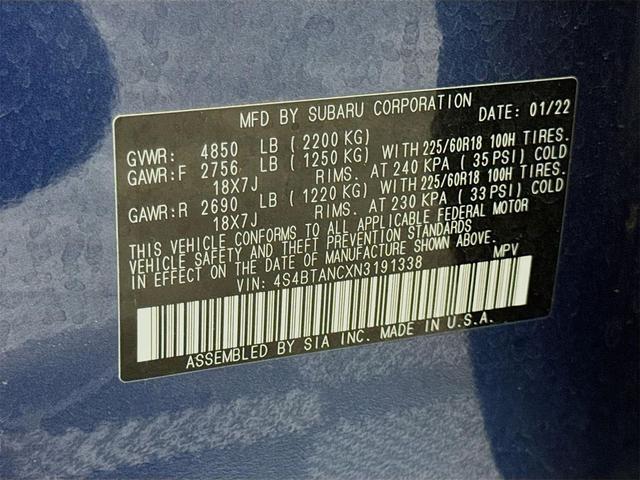 MFD BY SUBARU CORPORATION DATE: 01/22
GVWR: 4850 LB (2200 KG)
GAWR:F 2756 LB (1250 KG) WITH 225/60R18 100H TIRES.
18X7J RIMS. AT 240 KPA (35 PSI) COLD
GAWR:R 2690 LB (1220 KG) WITH 225/60R18 100H TIRES.
18X7J RIMS. AT 230 KPA (33 PSI) COLD
THIS VEHICLE CONFORMS TO ALL APPLICABLE FEDERAL MOTOR
VEHICLE SAFETY AND THEFT PREVENTION STANDARDS
IN EFFECT ON THE DATE OF MANUFACTURE SHOWN ABOVE.
VIN: 4S4BTANCXN3191338 MPV
ASSEMBLED BY SIA INC. MADE IN U.S.A.